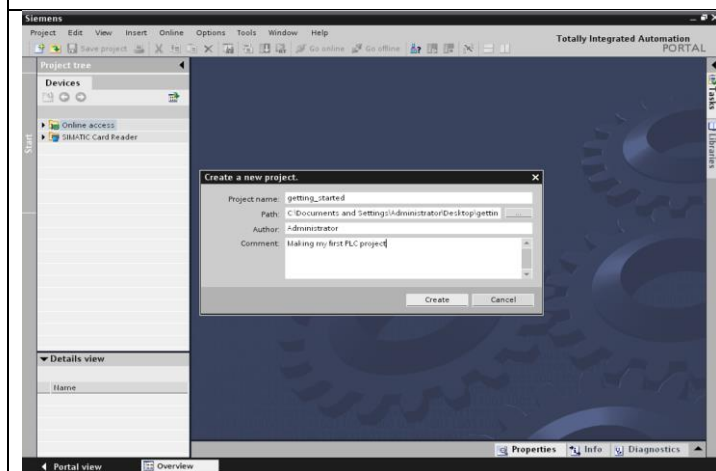 Siemens
Project Edit View Insert Online Options Tools Window Help
Save project Go online Go offline
Totally Integrated Automation
PORTAL
Project tree
Devices
Online access
SIMATIC Card Reader
Start
Tasks
Libraries
Create a new project.
Project name: getting_started
Path: C:\Documents and Settings\Administrator\Desktop\gettin ...
Author: Administrator
Comment: Making my first PLC project
Create Cancel
Details view
Name
Properties Info Diagnostics
Portal view Overview